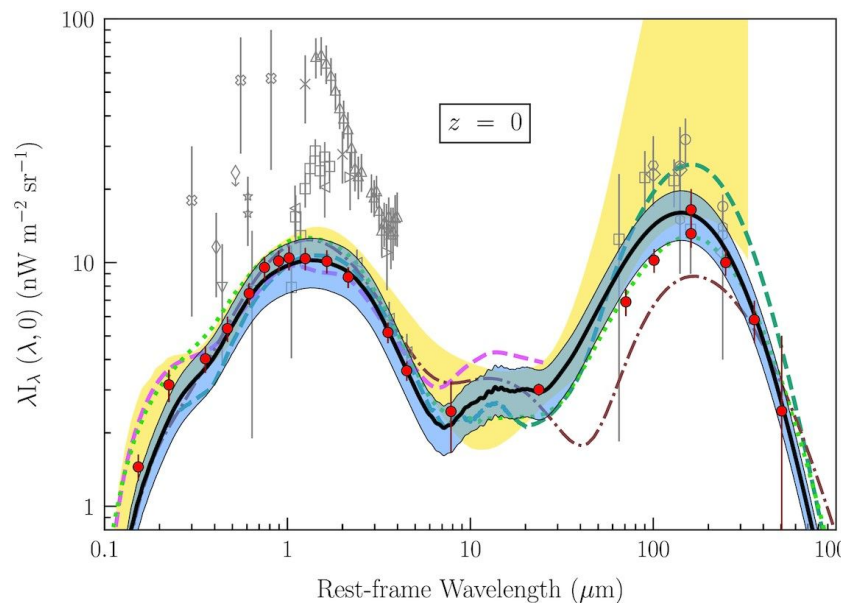 100
10
1
z = 0
λI_λ (λ, 0) (nW m⁻² sr⁻¹)
0.1 1 10 100 100
Rest-frame Wavelength (μm)